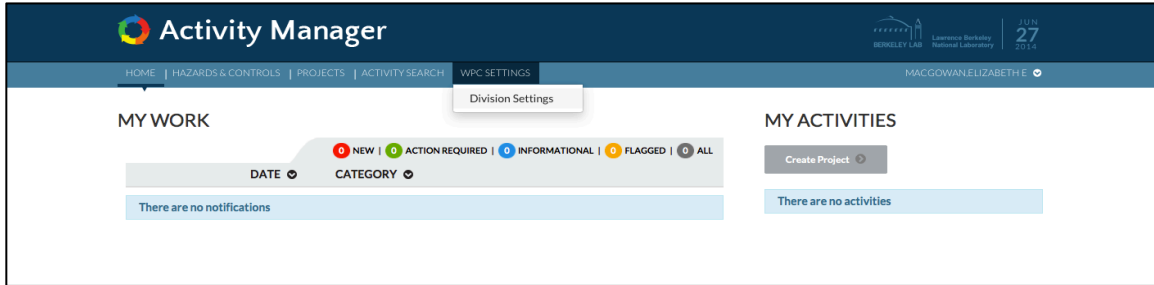 Activity Manager
BERKELEY LAB
Lawrence Berkeley
National Laboratory
JUN
27
2014
HOME | HAZARDS & CONTROLS | PROJECTS | ACTIVITY SEARCH WPC SETTINGS
MACGOWAN,ELIZABETH E
Division Settings
MY WORK
0 NEW | 0 ACTION REQUIRED | 0 INFORMATIONAL | 0 FLAGGED | 0 ALL
DATE CATEGORY
There are no notifications
MY ACTIVITIES
Create Project
There are no activities